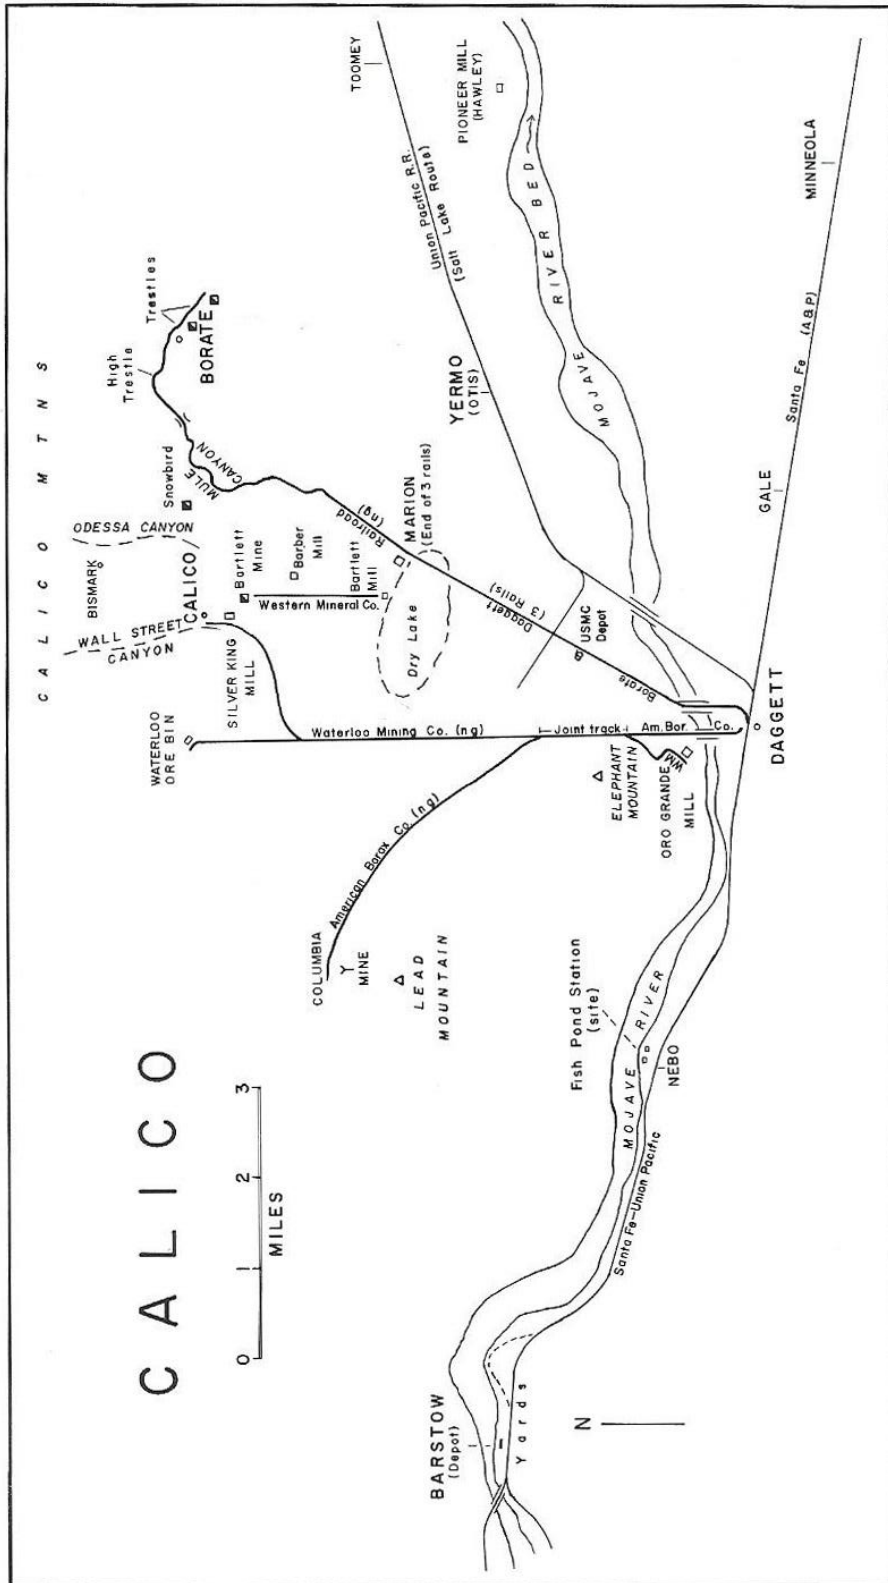 CALICO
0 1 2 3
MILES
N
CALICO MTNS
BISMARK
ODESSA CANYON
WALL STREET
CANYON
CALICO
SILVER KING
MILL
WATERLOO
ORE BIN
Snowbird
MULE
CANYON
High
Trestle
Trestles
BORATE
Bartlett
Mine
Barber
Mill
Bartlett
Mill
Western Mineral Co.
Dry Lake
MARION
(End of 3 rails)
Borate
Daggett
(3 Rails)
Railroad
(ng)
Waterloo Mining Co. (ng)
Joint track
Am. Bor. Co.
American Borax Co. (ng)
COLUMBIA
MINE
LEAD
MOUNTAIN
ELEPHANT
MOUNTAIN
WM
ORO GRANDE
MILL
USMC
Depot
YERMO
(OTIS)
TOOMEY
Union Pacific R.R.
(Salt Lake Route)
PIONEER MILL
(HAWLEY)
MOJAVE RIVER BED
MINNEOLA
Santa Fe (A&P)
GALE
DAGGETT
Fish Pond Station
(site)
MOJAVE RIVER
NEBO
Santa Fe-Union Pacific
BARSTOW
(Depot)
Yards